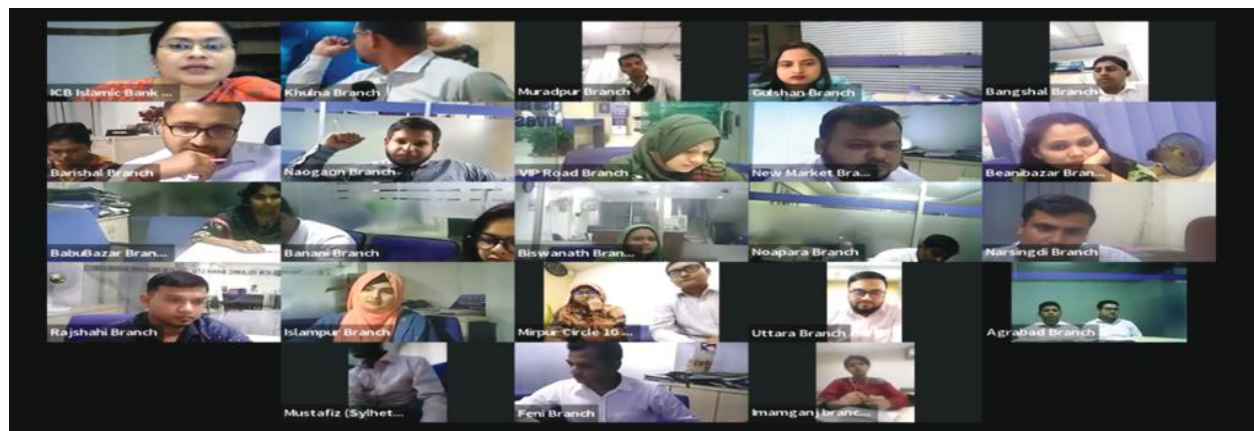 ICB Islamic Bank ...
Khulna Branch
Muradpur Branch
Gulshan Branch
Bangshal Branch
Barishal Branch
Naogaon Branch
VIP Road Branch
New Market Bra...
Beanibazar Bran...
BabuBazar Bran...
Banani Branch
Biswanath Bran...
Noapara Branch
Narsingdi Branch
Rajshahi Branch
Islampur Branch
Mirpur Circle 10 ...
Uttara Branch
Agrabad Branch
Mustafiz (Sylhet...
Feni Branch
Imamganj branc...